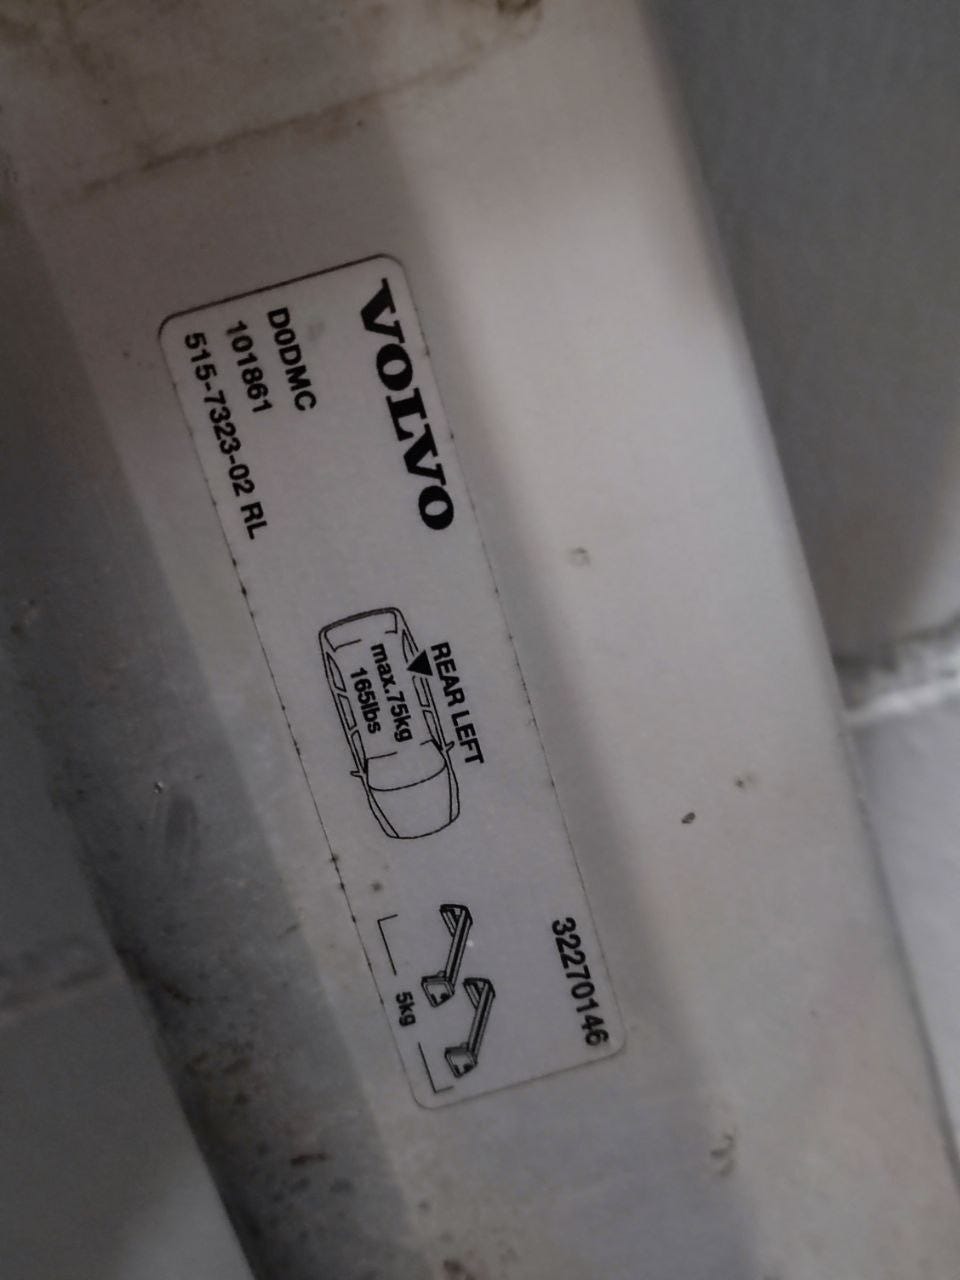 VOLVO
D0DMC
101861
515-7323-02 RL
REAR LEFT
max.75kg
165lbs
32270146
5kg